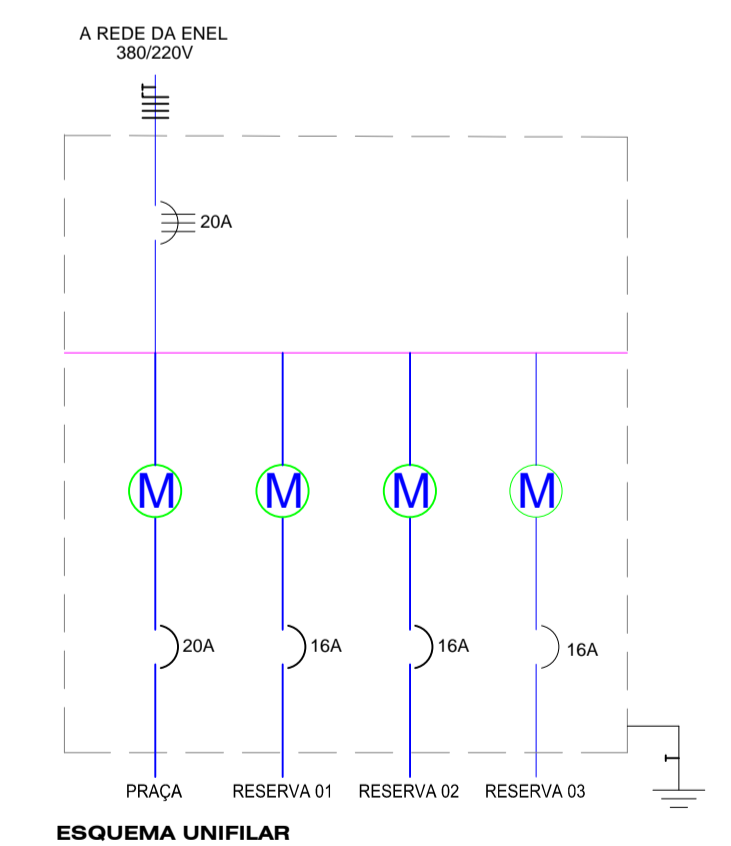 A REDE DA ENEL
380/220V
20A
M M M M
20A 16A 16A 16A
PRAÇA RESERVA 01 RESERVA 02 RESERVA 03
ESQUEMA UNIFILAR